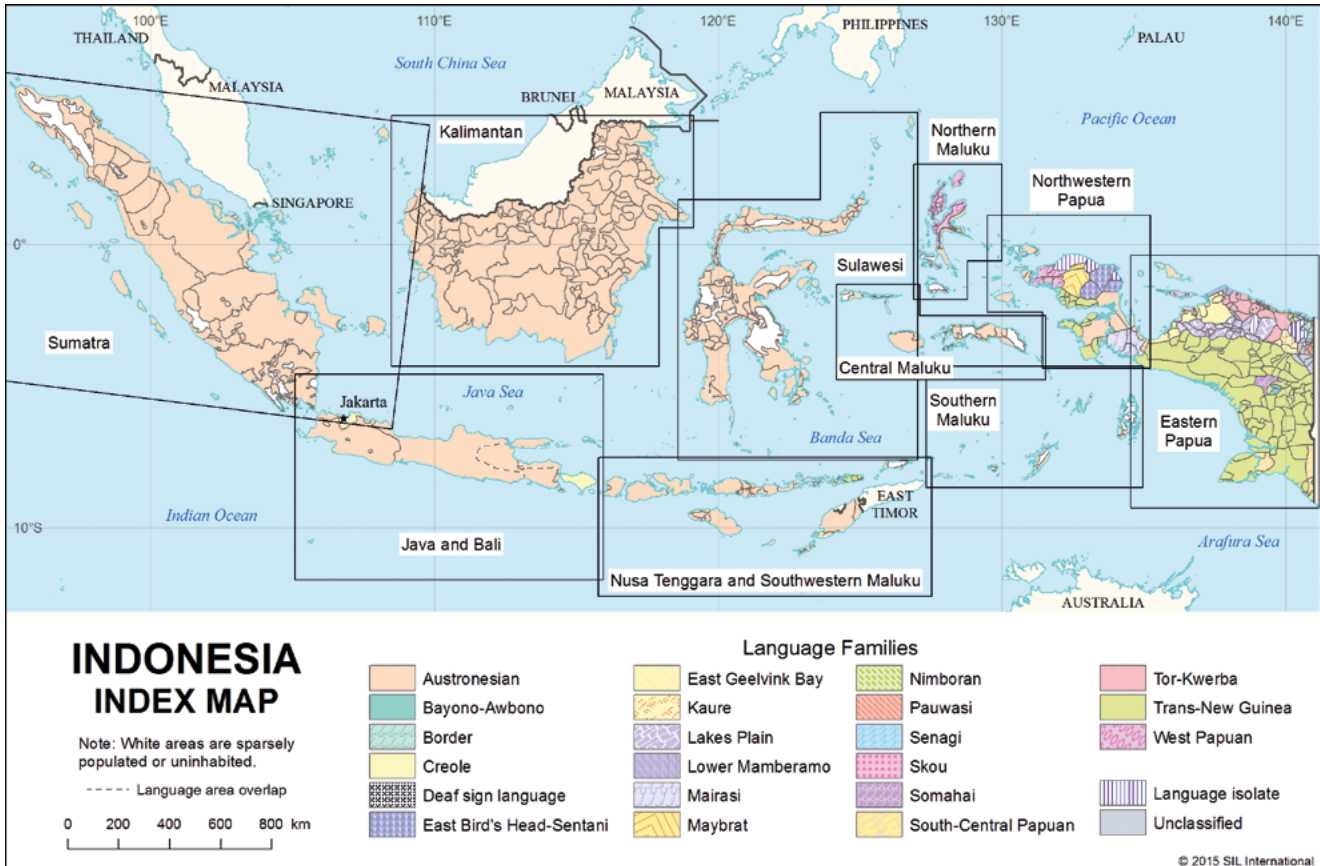 100°E
110°E
120°E
130°E
140°E
THAILAND
MALAYSIA
South China Sea
BRUNEI
MALAYSIA
PHILIPPINES
PALAU
Pacific Ocean
Kalimantan
Northern
Maluku
Northwestern
Papua
SINGAPORE
0°
Sulawesi
Sumatra
Central Maluku
Jakarta
Java Sea
Southern
Maluku
Banda Sea
Eastern
Papua
EAST
TIMOR
Indian Ocean
10°S
Java and Bali
Arafura Sea
Nusa Tenggara and Southwestern Maluku
AUSTRALIA
INDONESIA
INDEX MAP
Note: White areas are sparsely
populated or uninhabited.
Language area overlap
0 200 400 600 800 km
Language Families
Austronesian
Bayono-Awbono
Border
Creole
Deaf sign language
East Bird's Head-Sentani
East Geelvink Bay
Kaure
Lakes Plain
Lower Mamberamo
Mairasi
Maybrat
Nimboran
Pauwasi
Senagi
Skou
Somahai
South-Central Papuan
Tor-Kwerba
Trans-New Guinea
West Papuan
Language isolate
Unclassified
© 2015 SIL International